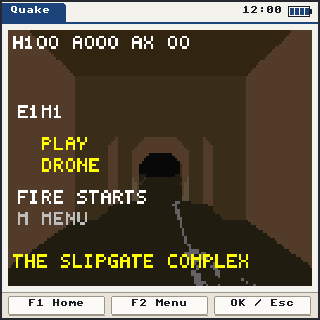 Quake 12:00
H100 A000 AX 00
E1M1
PLAY
DRONE
FIRE STARTS
M MENU
THE SLIPGATE COMPLEX
F1 Home F2 Menu OK / Esc